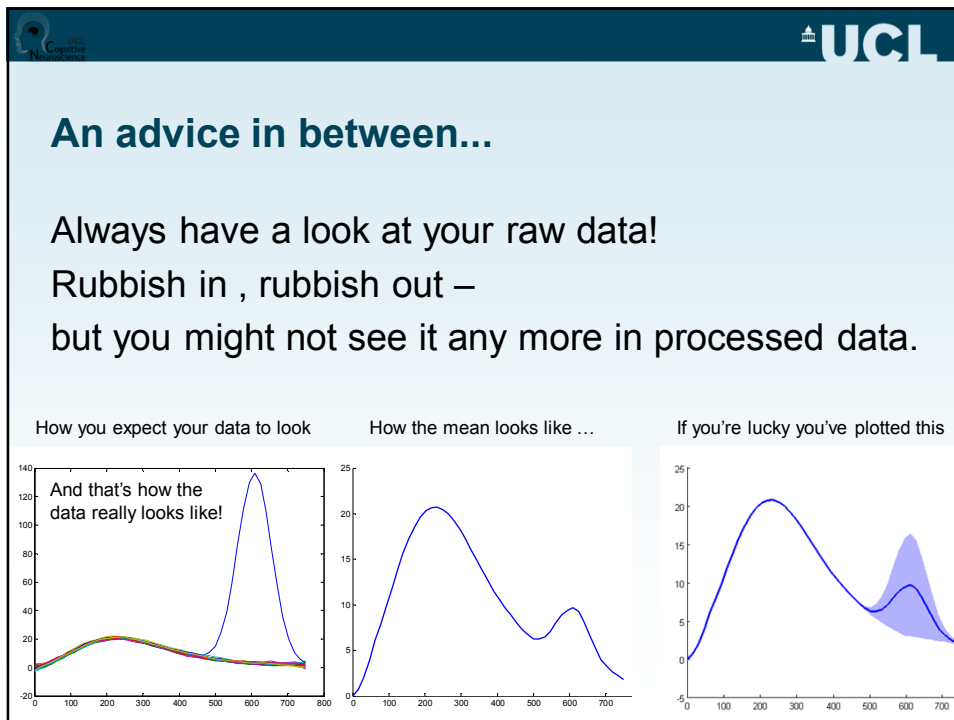 UCL
Cognitive
Neuroscience
UCL
An advice in between...
Always have a look at your raw data!
Rubbish in , rubbish out –
but you might not see it any more in processed data.
How you expect your data to look
How the mean looks like …
If you're lucky you've plotted this
And that's how the
data really looks like!
140
120
100
80
60
40
20
0
-20
0 100 200 300 400 500 600 700 800
25
20
15
10
5
0
0 100 200 300 400 500 600 700
25
20
15
10
5
0
-5
0 100 200 300 400 500 600 700